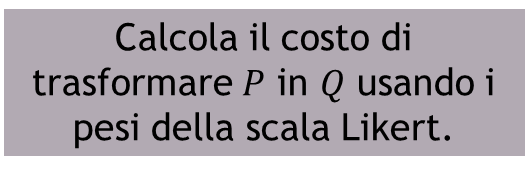 Calcola il costo di
trasformare P in Q usando i
pesi della scala Likert.